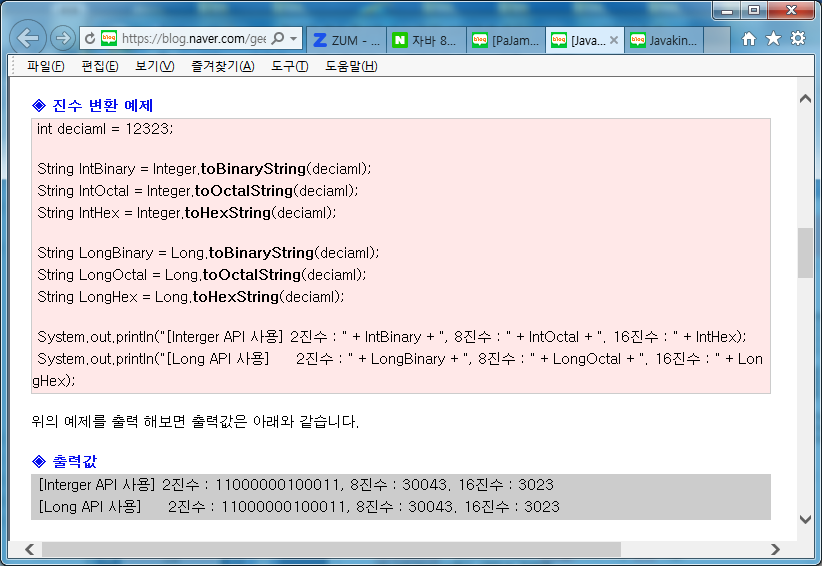 https://blog.naver.com/gee
ZUM - ...
자바 8...
[PaJam...
[Java...
Javakin...
파일(F) 편집(E) 보기(V) 즐겨찾기(A) 도구(T) 도움말(H)
◈ 진수 변환 예제
int deciaml = 12323;
String IntBinary = Integer.toBinaryString(deciaml);
String IntOctal = Integer.toOctalString(deciaml);
String IntHex = Integer.toHexString(deciaml);
String LongBinary = Long.toBinaryString(deciaml);
String LongOctal = Long.toOctalString(deciaml);
String LongHex = Long.toHexString(deciaml);
System.out.println("[Interger API 사용] 2진수 : " + IntBinary + ", 8진수 : " + IntOctal + ". 16진수 : " + IntHex);
System.out.println("[Long API 사용]      2진수 : " + LongBinary + ", 8진수 : " + LongOctal + ". 16진수 : " + Lon
gHex);
위의 예제를 출력 해보면 출력값은 아래와 같습니다.
◈ 출력값
[Interger API 사용] 2진수 : 11000000100011, 8진수 : 30043. 16진수 : 3023
[Long API 사용]      2진수 : 11000000100011, 8진수 : 30043. 16진수 : 3023